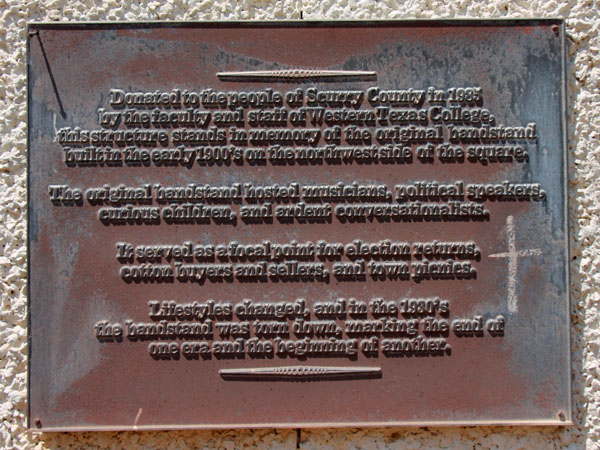 Donated to the people of Scurry County in 1985
by the faculty and staff of Western Texas College,
this structure stands in memory of the original bandstand
built in the early 1900's on the northwest side of the square.
The original bandstand hosted musicians, political speakers,
curious children, and ardent conversationalists.
It served as a focal point for election returns,
cotton buyers and sellers, and town picnics.
Lifestyles changed, and in the 1930's
the bandstand was torn down, marking the end of
one era and the beginning of another.